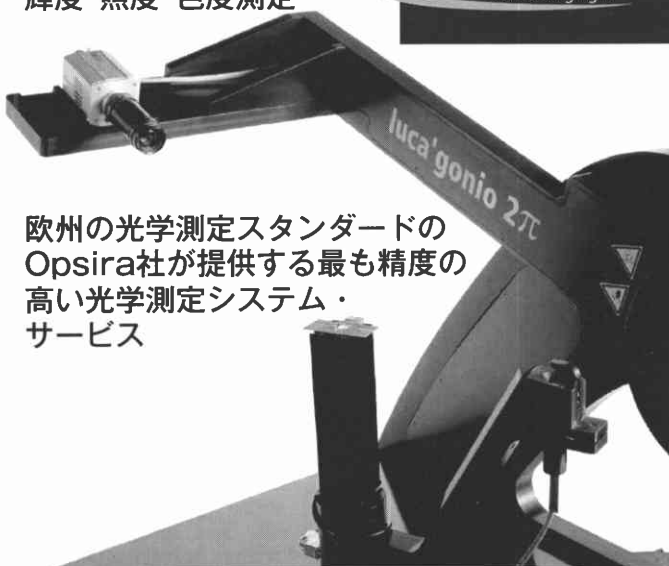 輝度・照度・色度測定
luca'gonio 2π
欧州の光学測定スタンダードの
Opsira社が提供する最も精度の
高い光学測定システム・
サービス